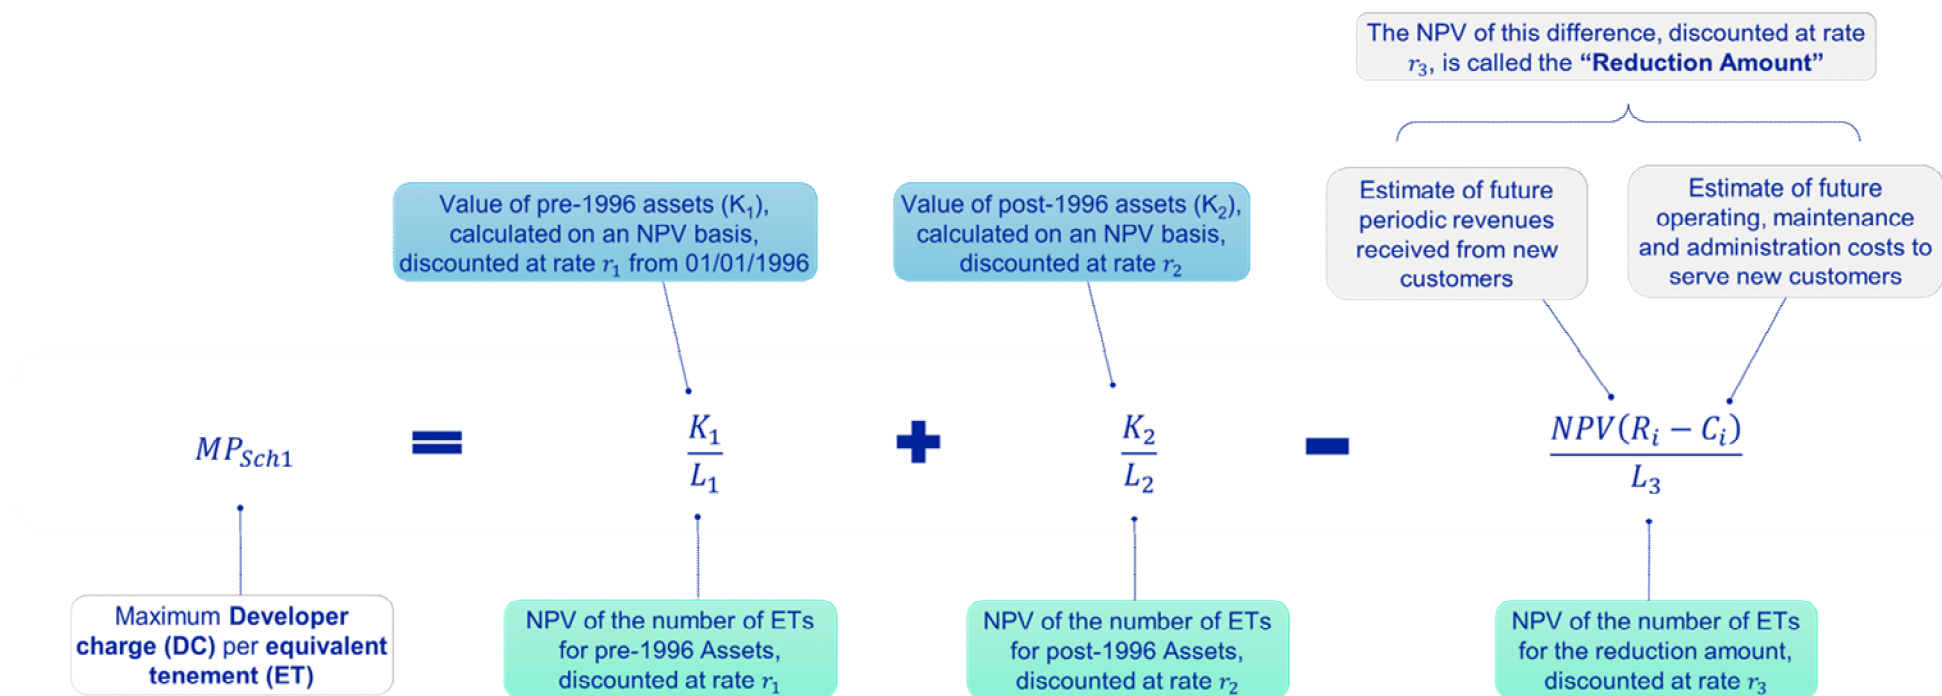 The NPV of this difference, discounted at rate
r₃, is called the “Reduction Amount”
Value of pre-1996 assets (K₁),
calculated on an NPV basis,
discounted at rate r₁ from 01/01/1996
Value of post-1996 assets (K₂),
calculated on an NPV basis,
discounted at rate r₂
Estimate of future
periodic revenues
received from new
customers
Estimate of future
operating, maintenance
and administration costs to
serve new customers
MP_Sch1 = K₁/L₁ + K₂/L₂ − NPV(Rᵢ − Cᵢ)/L₃
Maximum Developer
charge (DC) per equivalent
tenement (ET)
NPV of the number of ETs
for pre-1996 Assets,
discounted at rate r₁
NPV of the number of ETs
for post-1996 Assets,
discounted at rate r₂
NPV of the number of ETs
for the reduction amount,
discounted at rate r₃